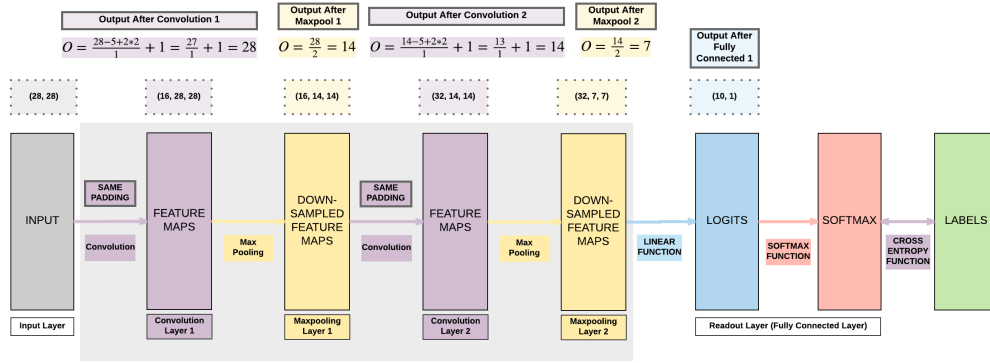 Output After Convolution 1
Output After
Maxpool 1
Output After Convolution 2
Output After
Maxpool 2
O = \frac{28-5+2*2}{1} + 1 = \frac{27}{1} + 1 = 28
O = \frac{28}{2} = 14
O = \frac{14-5+2*2}{1} + 1 = \frac{13}{1} + 1 = 14
O = \frac{14}{2} = 7
Output After
Fully
Connected 1
(28, 28)
(16, 28, 28)
(16, 14, 14)
(32, 14, 14)
(32, 7, 7)
(10, 1)
INPUT
SAME
PADDING
Convolution
FEATURE
MAPS
Max
Pooling
DOWN-
SAMPLED
FEATURE
MAPS
SAME
PADDING
Convolution
FEATURE
MAPS
Max
Pooling
DOWN-
SAMPLED
FEATURE
MAPS
LINEAR
FUNCTION
LOGITS
SOFTMAX
FUNCTION
SOFTMAX
CROSS
ENTROPY
FUNCTION
LABELS
Input Layer
Convolution
Layer 1
Maxpooling
Layer 1
Convolution
Layer 2
Maxpooling
Layer 2
Readout Layer (Fully Connected Layer)